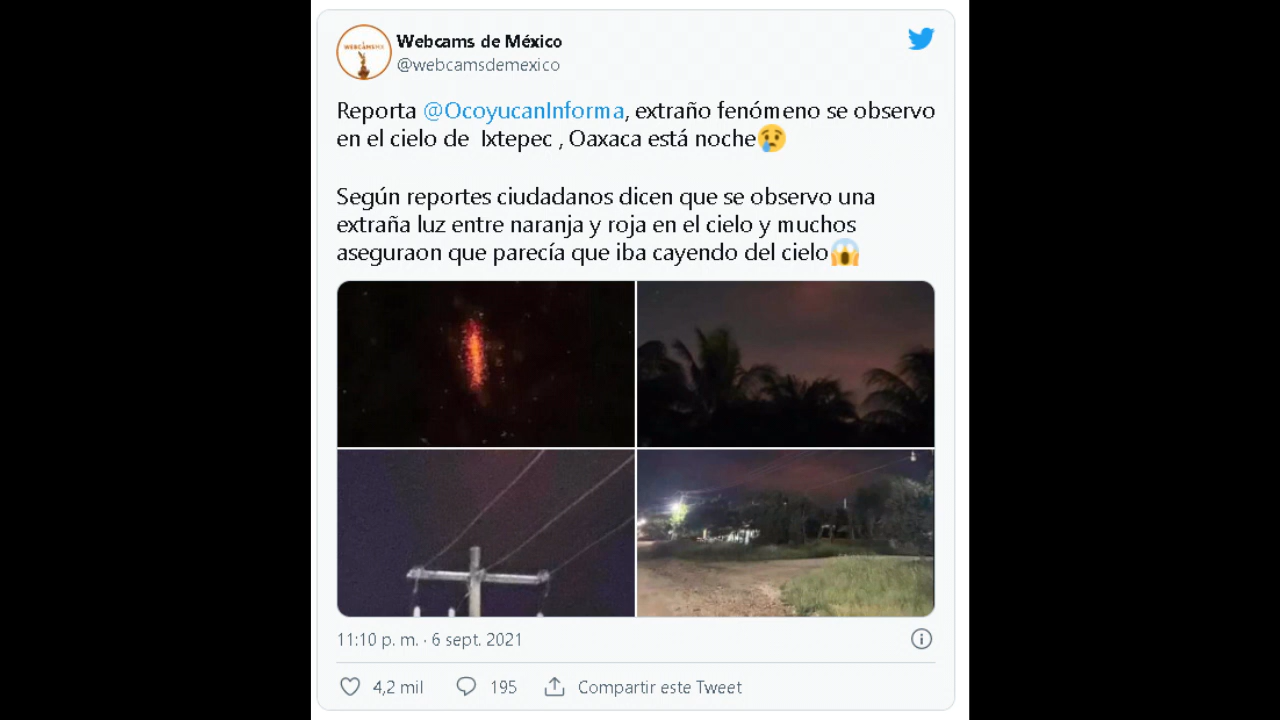 WEBCAMSMX
Webcams de México
@webcamsdemexico
Reporta @OcoyucanInforma, extraño fenómeno se observo
en el cielo de Ixtepec , Oaxaca está noche😢
Según reportes ciudadanos dicen que se observo una
extraña luz entre naranja y roja en el cielo y muchos
aseguraon que parecía que iba cayendo del cielo😱
11:10 p. m. · 6 sept. 2021
4,2 mil 195 Compartir este Tweet